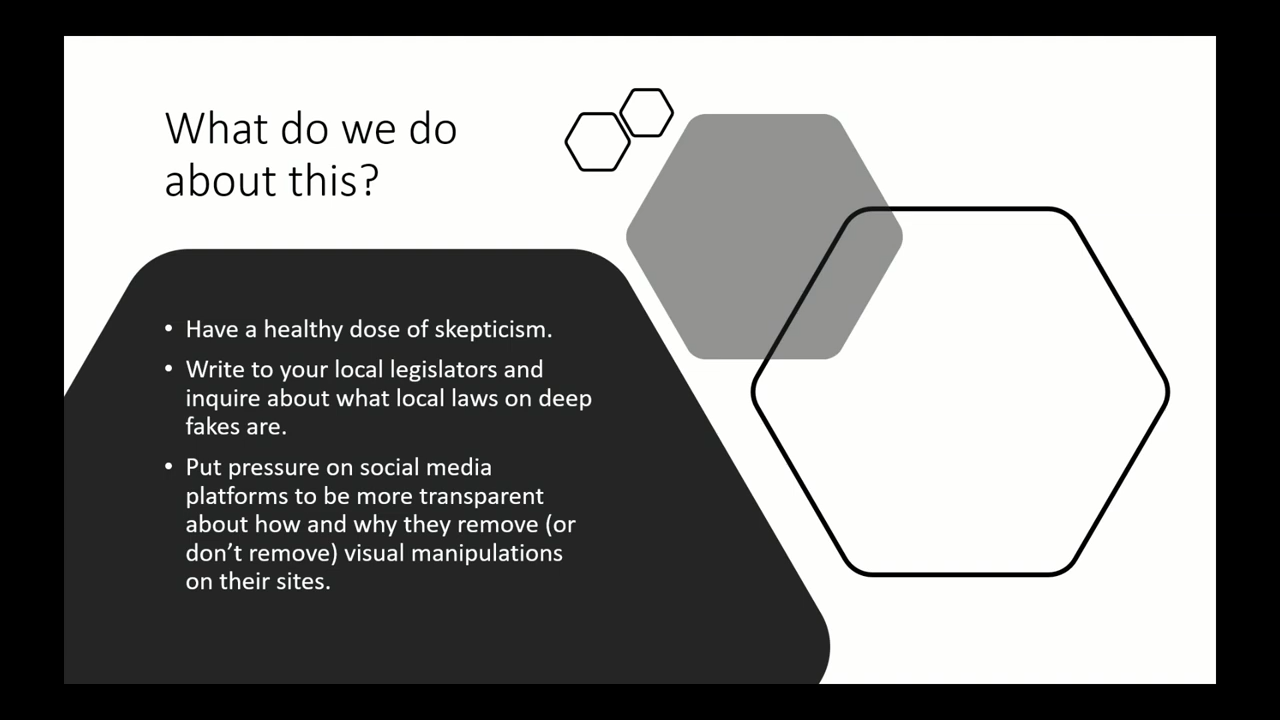 What do we do
about this?
• Have a healthy dose of skepticism.
• Write to your local legislators and
inquire about what local laws on deep
fakes are.
• Put pressure on social media
platforms to be more transparent
about how and why they remove (or
don’t remove) visual manipulations
on their sites.